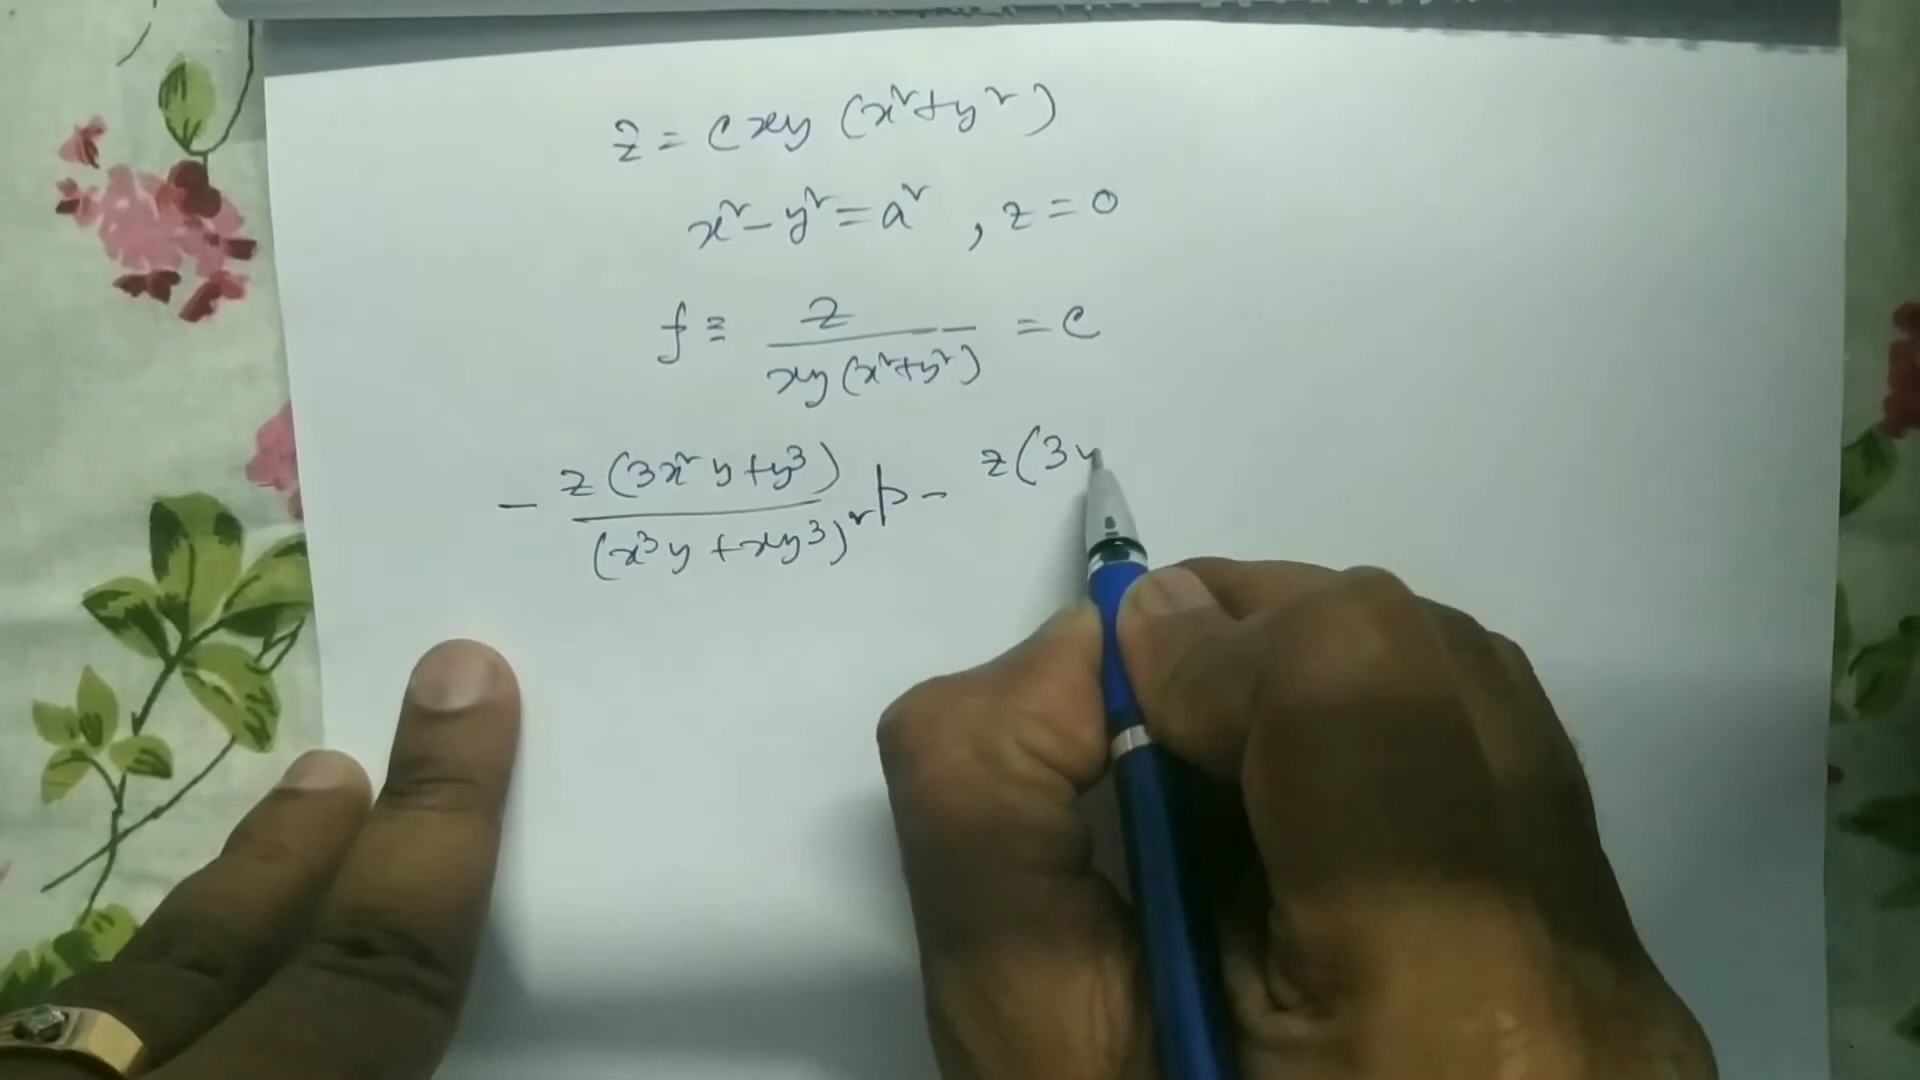 z = cxy (x² + y²)
x² - y² = a² , z = 0
f ≡ z / xy(x² + y²) = c
- z(3x²y + y³) / (x³y + xy³)² p - z(3y